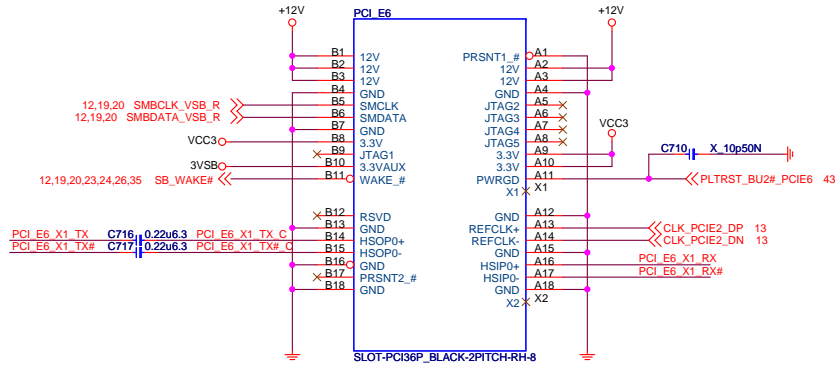 +12V PCI_E6 +12V
B1 12V PRSNT1_# A1
B2 12V 12V A2
B3 12V 12V A3
B4 GND GND A4
12,19,20 SMBCLK_VSB_R B5 SMCLK JTAG2 A5
12,19,20 SMBDATA_VSB_R B6 SMDATA JTAG3 A6
B7 GND JTAG4 A7
VCC3 B8 3.3V JTAG5 A8 VCC3
B9 JTAG1 3.3V A9 C710 X_10p50N
3VSB B10 3.3VAUX 3.3V A10
12,19,20,23,24,26,35 SB_WAKE# B11 WAKE_# PWRGD A11 PLTRST_BU2#_PCIE6 43
X1 X1
B12 RSVD GND A12
B13 GND REFCLK+ A13 CLK_PCIE2_DP 13
PCI_E6_X1_TX C716 0.22u6.3 PCI_E6_X1_TX_C B14 HSOP0+ REFCLK- A14 CLK_PCIE2_DN 13
PCI_E6_X1_TX# C717 0.22u6.3 PCI_E6_X1_TX#_C B15 HSOP0- GND A15
B16 GND HSIP0+ A16 PCI_E6_X1_RX
B17 PRSNT2_# HSIP0- A17 PCI_E6_X1_RX#
B18 GND GND A18
X2 X2
SLOT-PCI36P_BLACK-2PITCH-RH-8